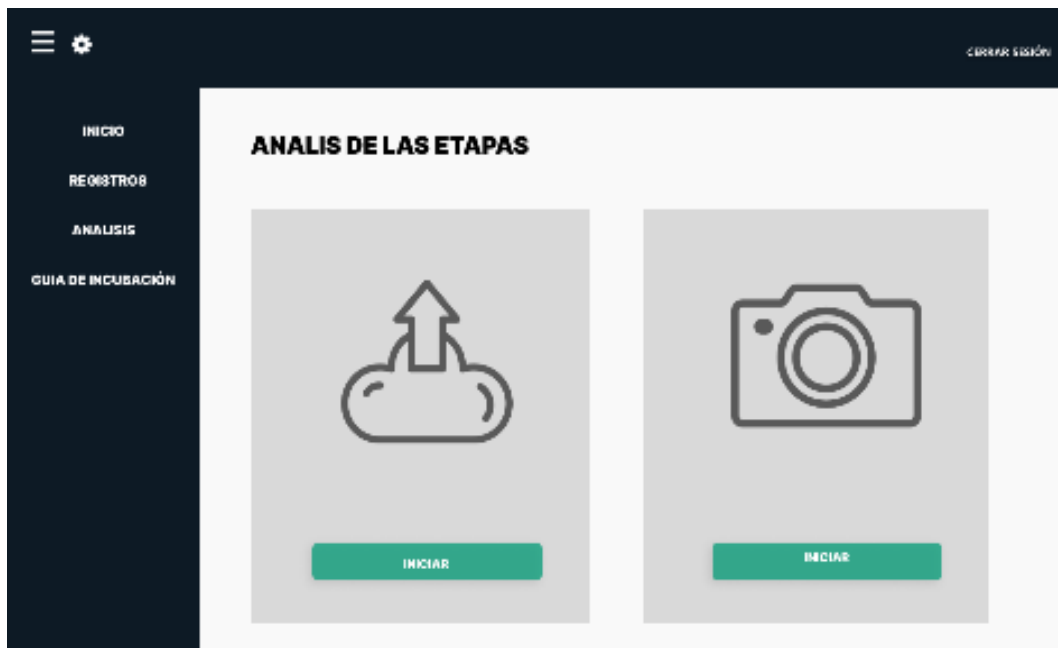 CERRAR SESIÓN
INICIO
REGISTROS
ANALISIS
GUIA DE INCUBACIÓN
ANALIS DE LAS ETAPAS
INICIAR
INICIAR